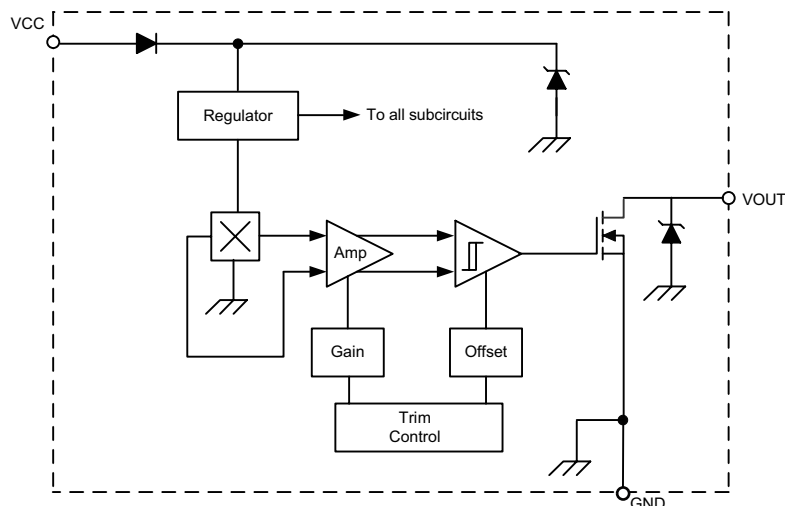 VCC
Regulator
To all subcircuits
VOUT
Amp
Gain
Offset
Trim
Control
GND